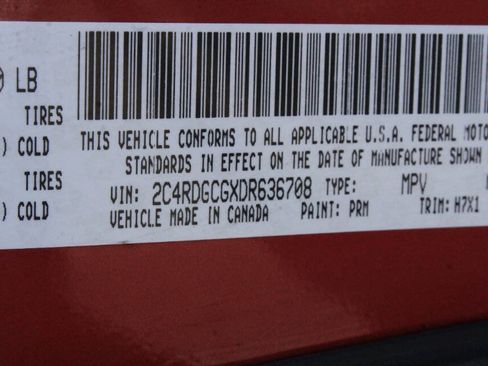 LB
TIRES
THIS VEHICLE CONFORMS TO ALL APPLICABLE U.S.A. FEDERAL MOTO
) COLD
STANDARDS IN EFFECT ON THE DATE OF MANUFACTURE SHOWN
TIRES
VIN: 2C4RDGCGXDR636708 TYPE: MPV
) COLD
VEHICLE MADE IN CANADA PAINT: PRM TRIM: H7X1